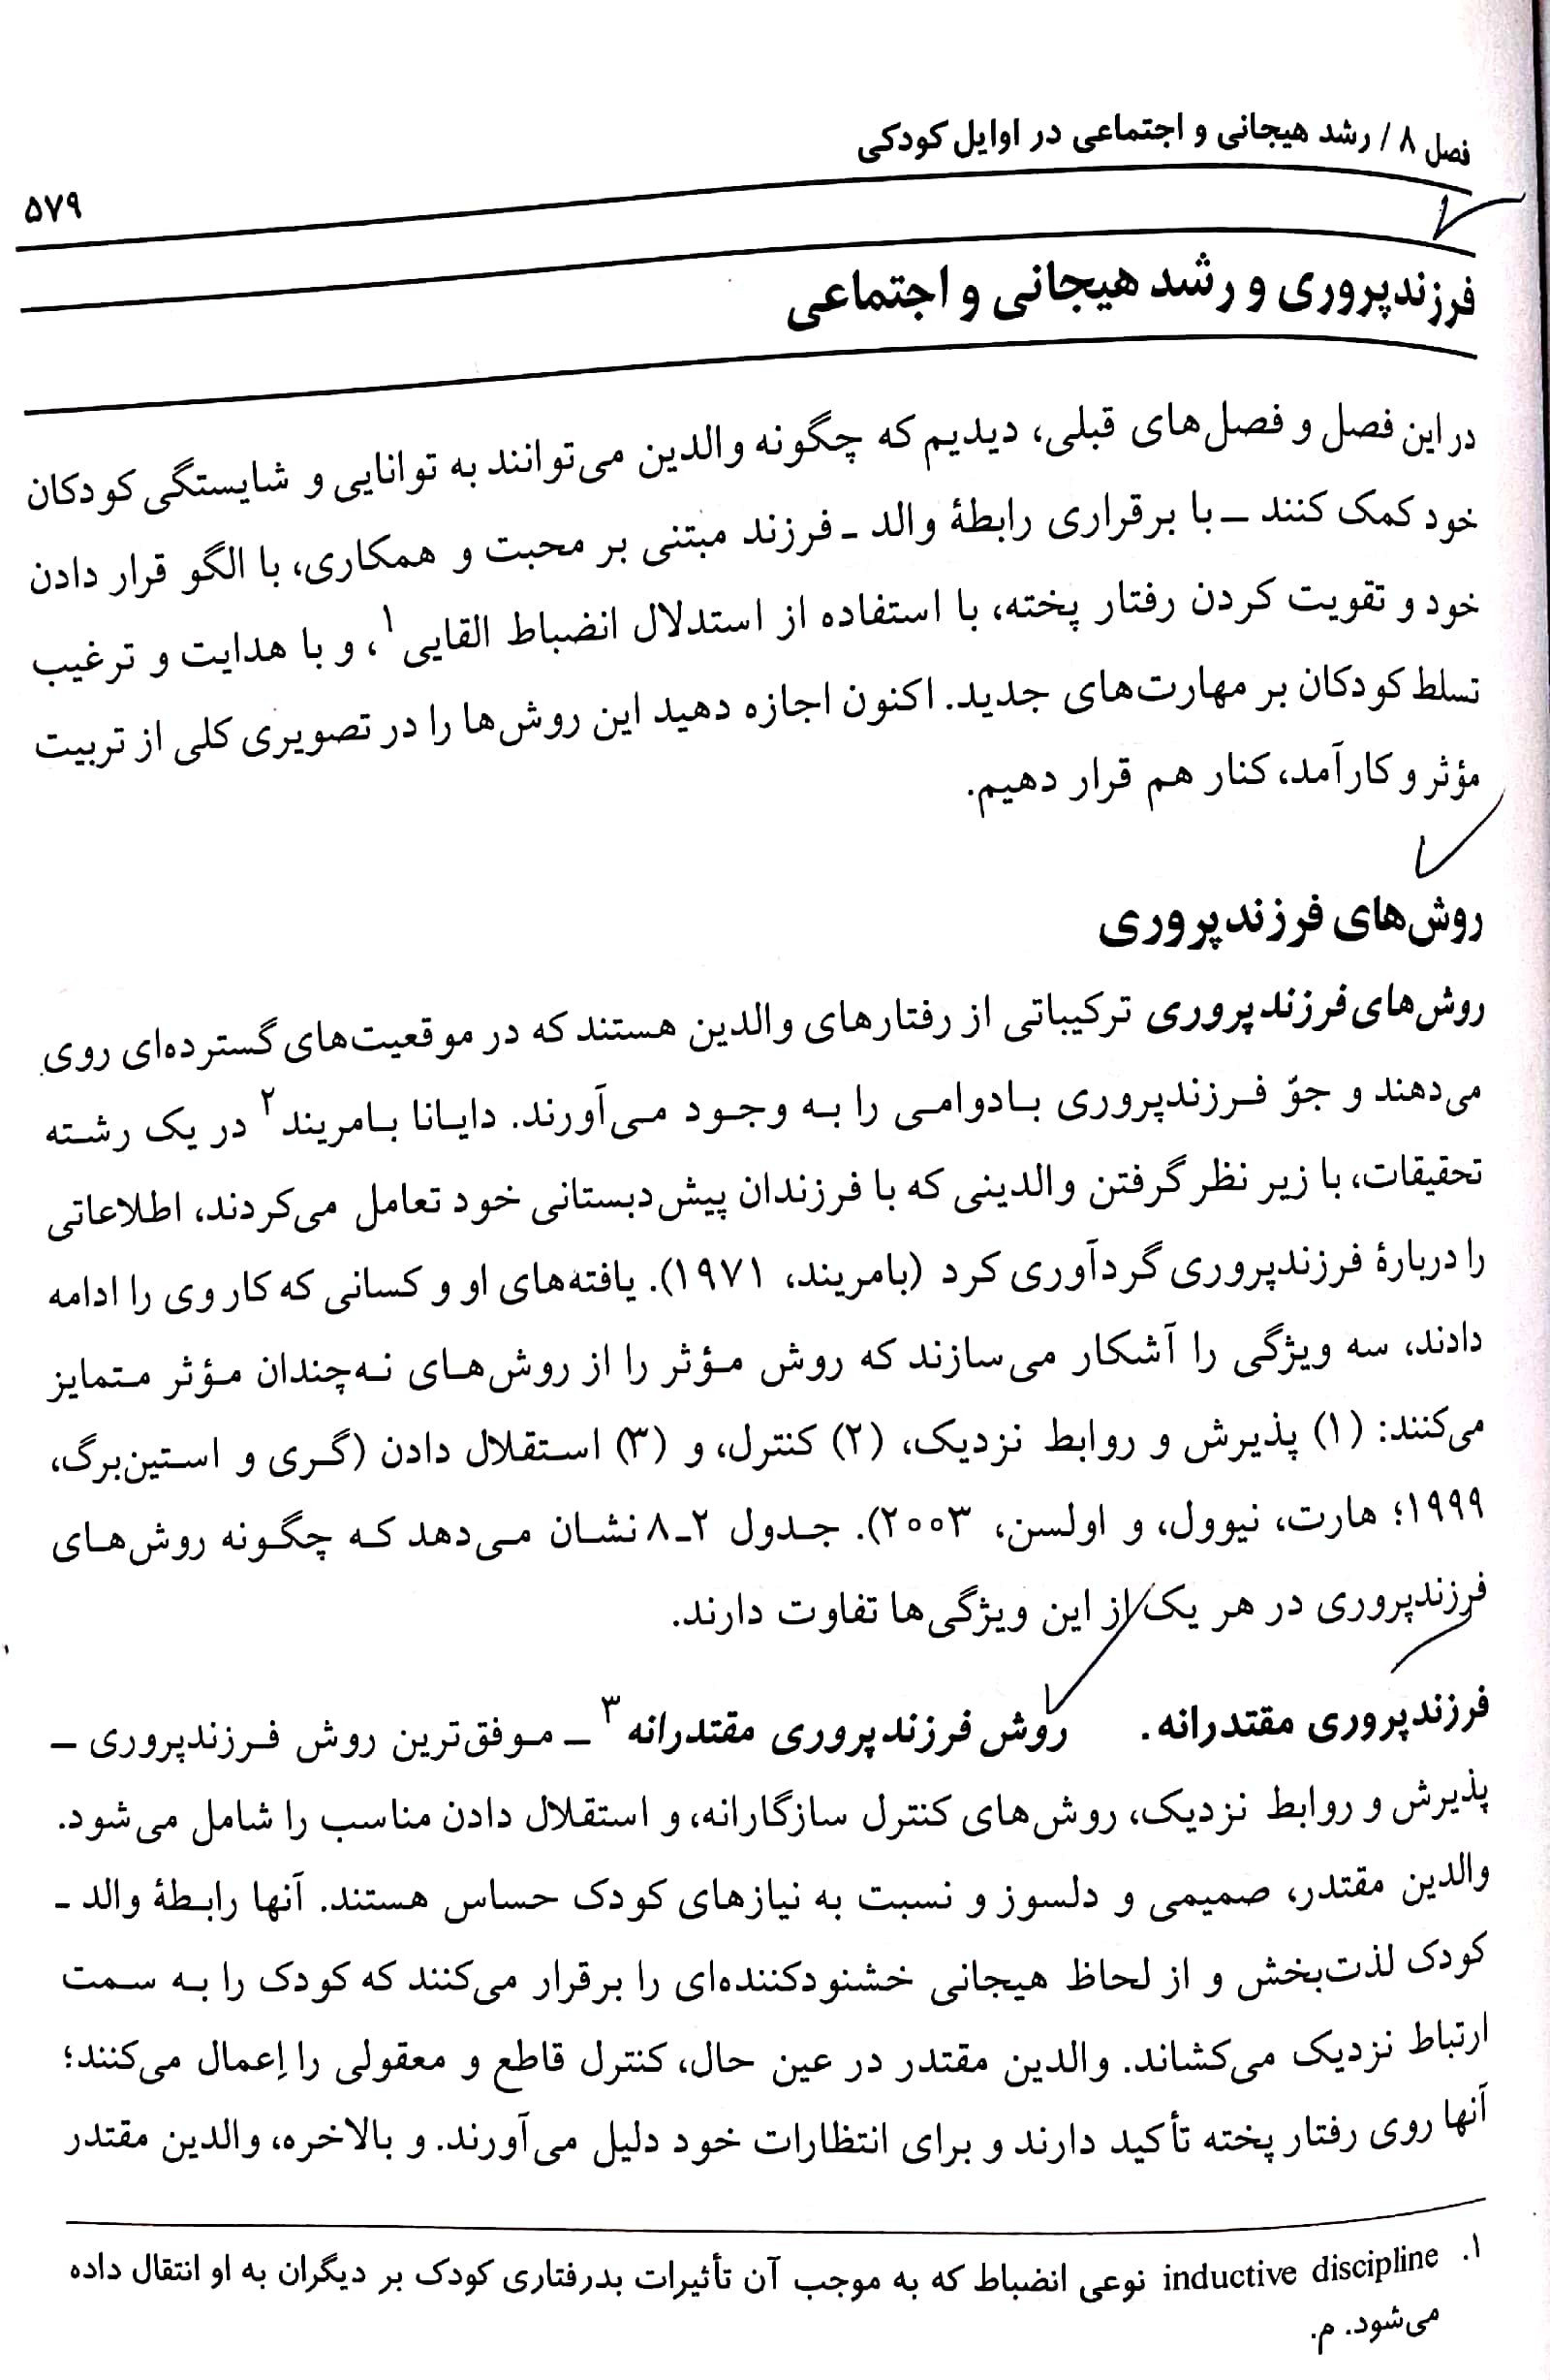 فصل ۸ / رشد هیجانی و اجتماعی در اوایل کودکی
۵۷۹
فرزندپروری و رشد هیجانی و اجتماعی
در این فصل و فصل‌های قبلی، دیدیم که چگونه والدین می‌توانند به توانایی و شایستگی کودکان
خود کمک کنند ــ با برقراری رابطهٔ والد ـ فرزند مبتنی بر محبت و همکاری، با الگو قرار دادن
خود و تقویت کردن رفتار پخته، با استفاده از استدلال انضباط القایی۱، و با هدایت و ترغیب
تسلط کودکان بر مهارت‌های جدید. اکنون اجازه دهید این روش‌ها را در تصویری کلی از تربیت
مؤثر و کارآمد، کنار هم قرار دهیم.
روش‌های فرزندپروری
روش‌های فرزندپروری ترکیباتی از رفتارهای والدین هستند که در موقعیت‌های گسترده‌ای روی
می‌دهند و جوّ فرزندپروری بادوامی را به وجود می‌آورند. دایانا بامریند۲ در یک رشته
تحقیقات، با زیر نظر گرفتن والدینی که با فرزندان پیش‌دبستانی خود تعامل می‌کردند، اطلاعاتی
را دربارهٔ فرزندپروری گردآوری کرد (بامریند، ۱۹۷۱). یافته‌های او و کسانی که کار وی را ادامه
دادند، سه ویژگی را آشکار می‌سازند که روش مؤثر را از روش‌های نه‌چندان مؤثر متمایز
می‌کنند: (۱) پذیرش و روابط نزدیک، (۲) کنترل، و (۳) استقلال دادن (گری و استین‌برگ،
۱۹۹۹؛ هارت، نیوول، و اولسن، ۲۰۰۳). جدول ۲ـ۸ نشان می‌دهد که چگونه روش‌های
فرزندپروری در هر یک از این ویژگی‌ها تفاوت دارند.
فرزندپروری مقتدرانه. روش فرزندپروری مقتدرانه۳ ــ موفق‌ترین روش فرزندپروری ــ
پذیرش و روابط نزدیک، روش‌های کنترل سازگارانه، و استقلال دادن مناسب را شامل می‌شود.
والدین مقتدر، صمیمی و دلسوز و نسبت به نیازهای کودک حساس هستند. آنها رابطهٔ والد ـ
کودک لذت‌بخش و از لحاظ هیجانی خشنودکننده‌ای را برقرار می‌کنند که کودک را به سمت
ارتباط نزدیک می‌کشاند. والدین مقتدر در عین حال، کنترل قاطع و معقولی را اِعمال می‌کنند؛
آنها روی رفتار پخته تأکید دارند و برای انتظارات خود دلیل می‌آورند. و بالاخره، والدین مقتدر
۱. inductive discipline نوعی انضباط که به موجب آن تأثیرات بدرفتاری کودک بر دیگران به او انتقال داده
می‌شود. م.